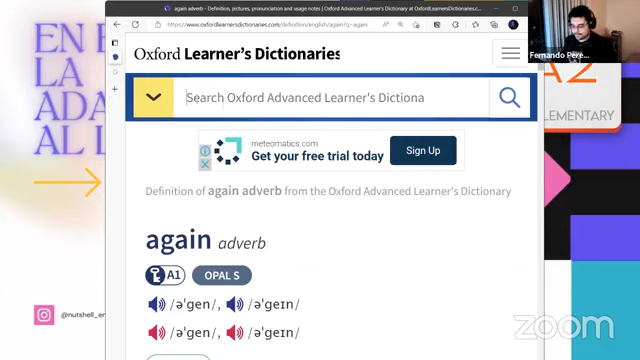 again adverb - Definition, pictures, pronunciation and usage notes | Oxford Advanced Learner's Dictionary at OxfordLearnersDictionaries.c...
https://www.oxfordlearnersdictionaries.com/definition/english/again?q=again
Oxford Learner's Dictionaries
Search Oxford Advanced Learner's Dictiona
meteomatics.com
Get your free trial today
Sign Up
Definition of again adverb from the Oxford Advanced Learner's Dictionary
again adverb
A1
OPAL S
/əˈɡen/, /əˈɡeɪn/
/əˈɡen/, /əˈɡeɪn/
EN E
LA
ADA
AL L
@nutshell_en
Fernando Pere...
A2
LEMENTARY
zoom